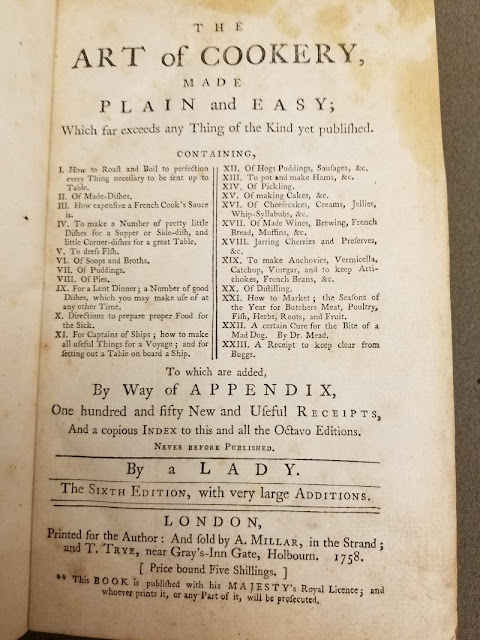 THE
ART of COOKERY,
MADE
PLAIN and EASY;
Which far exceeds any Thing of the Kind yet publiſhed.
CONTAINING,
I. How to Roaſt and Boil to perfection
every Thing neceſſary to be ſent up to
Table.
II. Of Made-Diſhes.
III. How expenſive a French Cook's Sauce
is.
IV. To make a Number of pretty little
Diſhes for a Supper or Side-diſh, and
little Corner-diſhes for a great Table.
V. To dreſs Fiſh.
VI. Of Soops and Broths.
VII. Of Puddings.
VIII. Of Pies.
IX. For a Lent Dinner; a Number of good
Diſhes, which you may make uſe of at
any other Time.
X. Directions to prepare proper Food for
the Sick.
XI. For Captains of Ships; how to make
all uſeful Things for a Voyage; and for
ſetting out a Table on board a Ship.
XII. Of Hogs Puddings, Sauſages, &c.
XIII. To pot and make Hams, &c.
XIV. Of Pickling.
XV. Of making Cakes, &c.
XVI. Of Cheeſecakes, Creams, Jellies,
Whip-Syllabubs, &c.
XVII. Of Made Wines, Brewing, French
Bread, Muffins, &c.
XVIII. Jarring Cherries and Preſerves,
&c.
XIX. To make Anchovies, Vermicella,
Catchup, Vinegar, and to keep Arti-
chokes, French Beans, &c.
XX. Of Diſtilling.
XXI. How to Market; the Seaſons of
the Year for Butchers Meat, Poultry,
Fiſh, Herbs, Roots, and Fruit.
XXII. A certain Cure for the Bite of a
Mad Dog. By Dr. Mead.
XXIII. A Receipt to keep clear from
Buggs.
To which are added,
By Way of APPENDIX,
One hundred and fifty New and Uſeful RECEIPTS,
And a copious INDEX to this and all the Octavo Editions.
NEVER BEFORE PUBLISHED.
By a LADY.
The SIXTH EDITION, with very large ADDITIONS.
LONDON,
Printed for the Author: And ſold by A. MILLAR, in the Strand;
and T. TRYE, near Gray's-Inn Gate, Holbourn. 1758.
[ Price bound Five Shillings. ]
** This BOOK is publiſhed with his MAJESTY's Royal Licence; and
whoever prints it, or any Part of it, will be proſecuted.